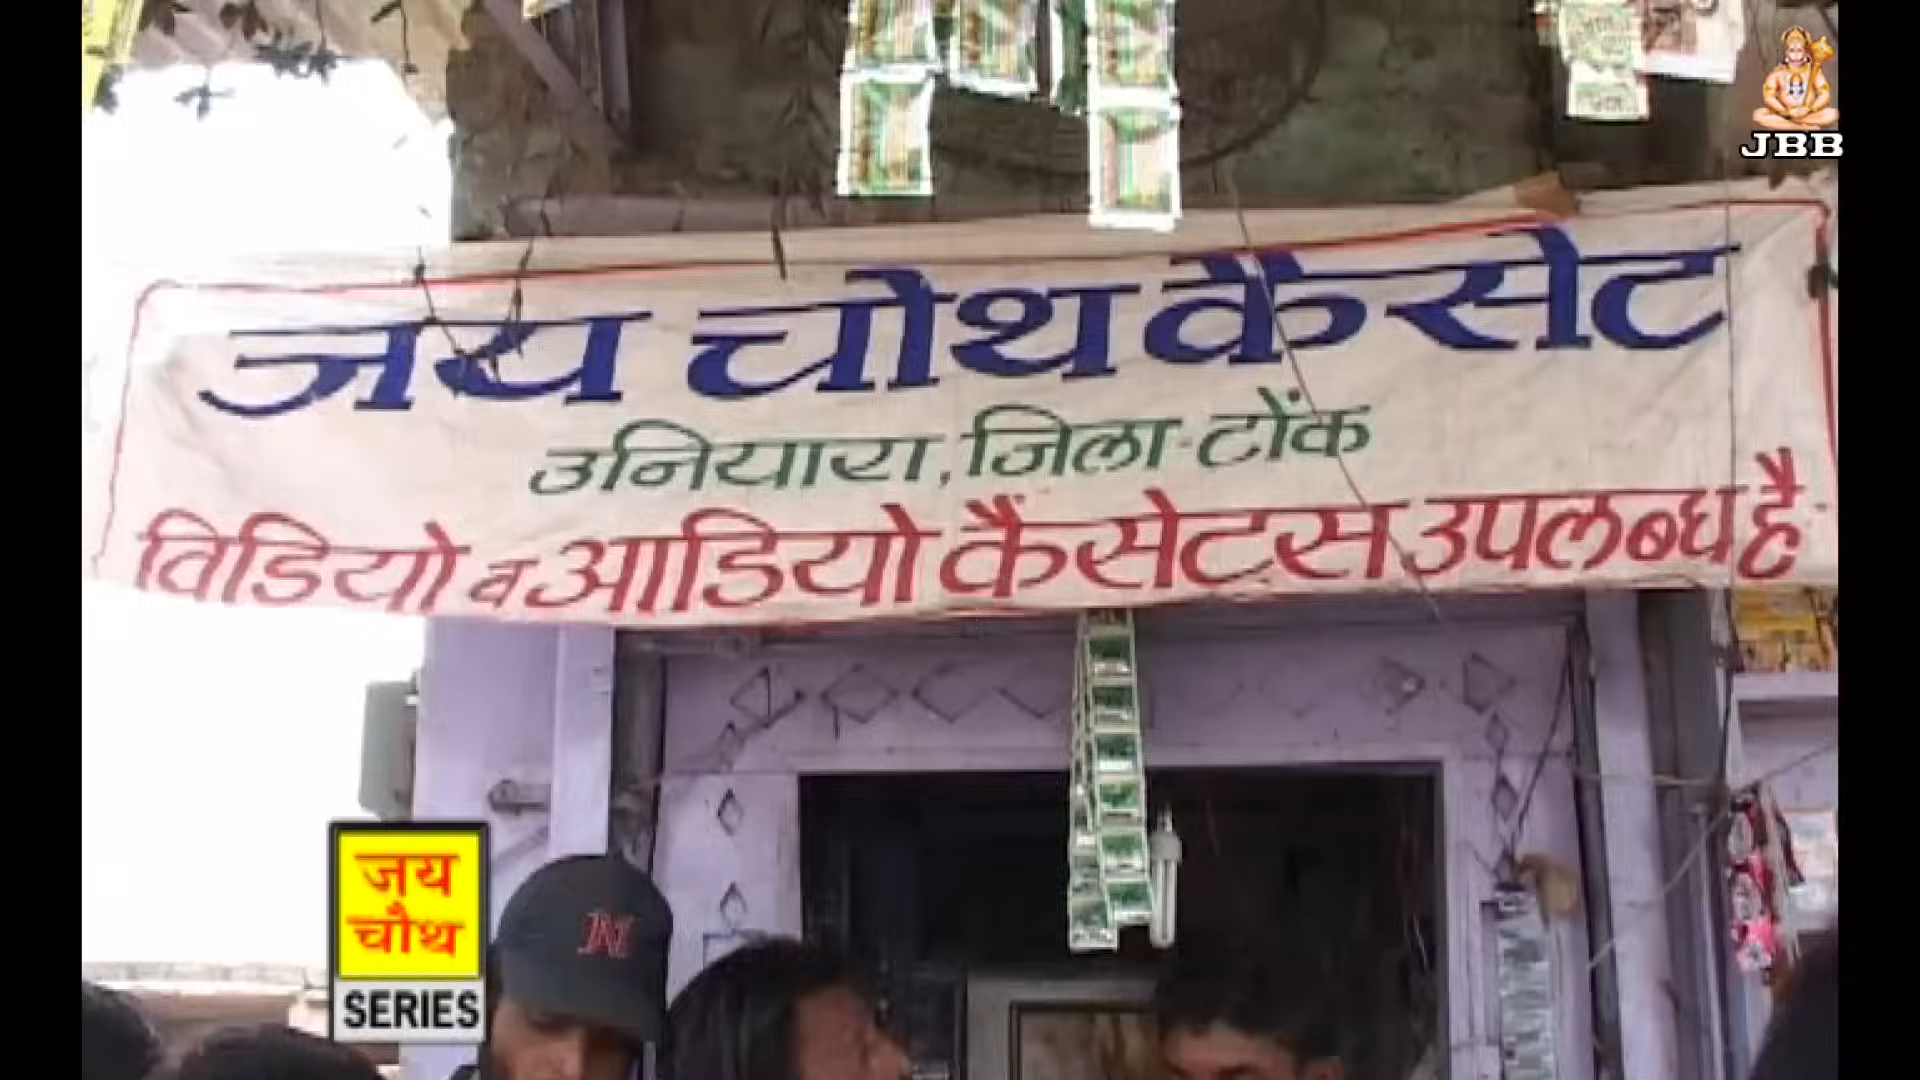 JBB
जय चोथ कैसेट
उनियारा, जिला-टोंक
विडियो व आडियो कैसेटस उपलब्ध है
जय
चौथ
SERIES